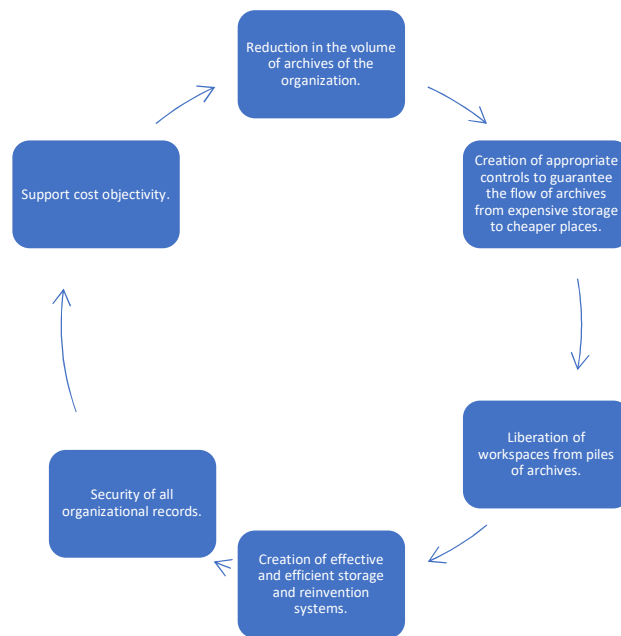 Reduction in the volume
of archives of the
organization.
Creation of appropriate
controls to guarantee
the flow of archives
from expensive storage
to cheaper places.
Liberation of
workspaces from piles
of archives.
Creation of effective
and efficient storage
and reinvention
systems.
Security of all
organizational records.
Support cost objectivity.